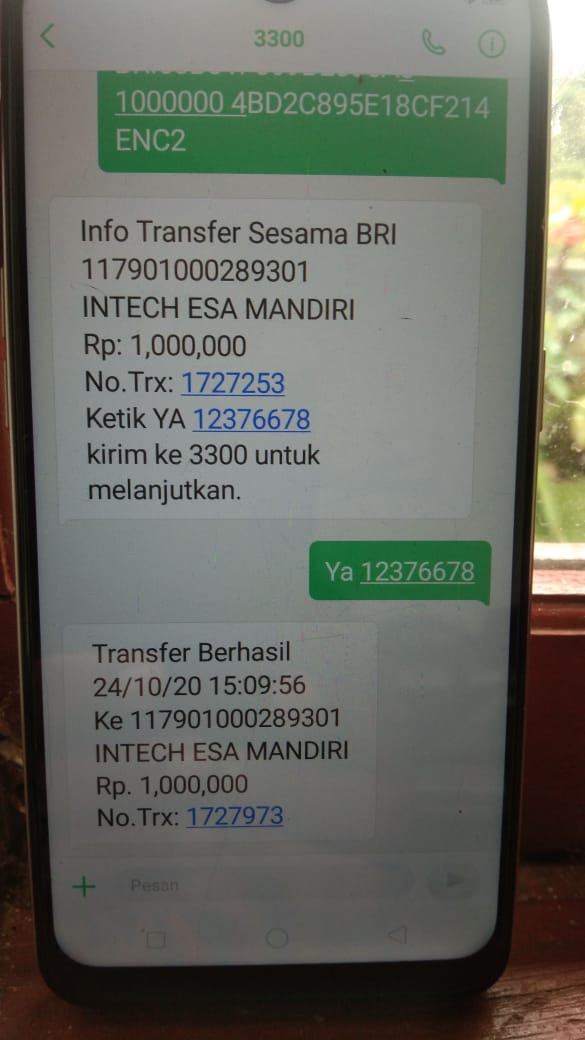 3300
1000000 4BD2C895E18CF214
ENC2
Info Transfer Sesama BRI
117901000289301
INTECH ESA MANDIRI
Rp: 1,000,000
No.Trx: 1727253
Ketik YA 12376678
kirim ke 3300 untuk
melanjutkan.
Ya 12376678
Transfer Berhasil
24/10/20 15:09:56
Ke 117901000289301
INTECH ESA MANDIRI
Rp. 1,000,000
No.Trx: 1727973
Pesan